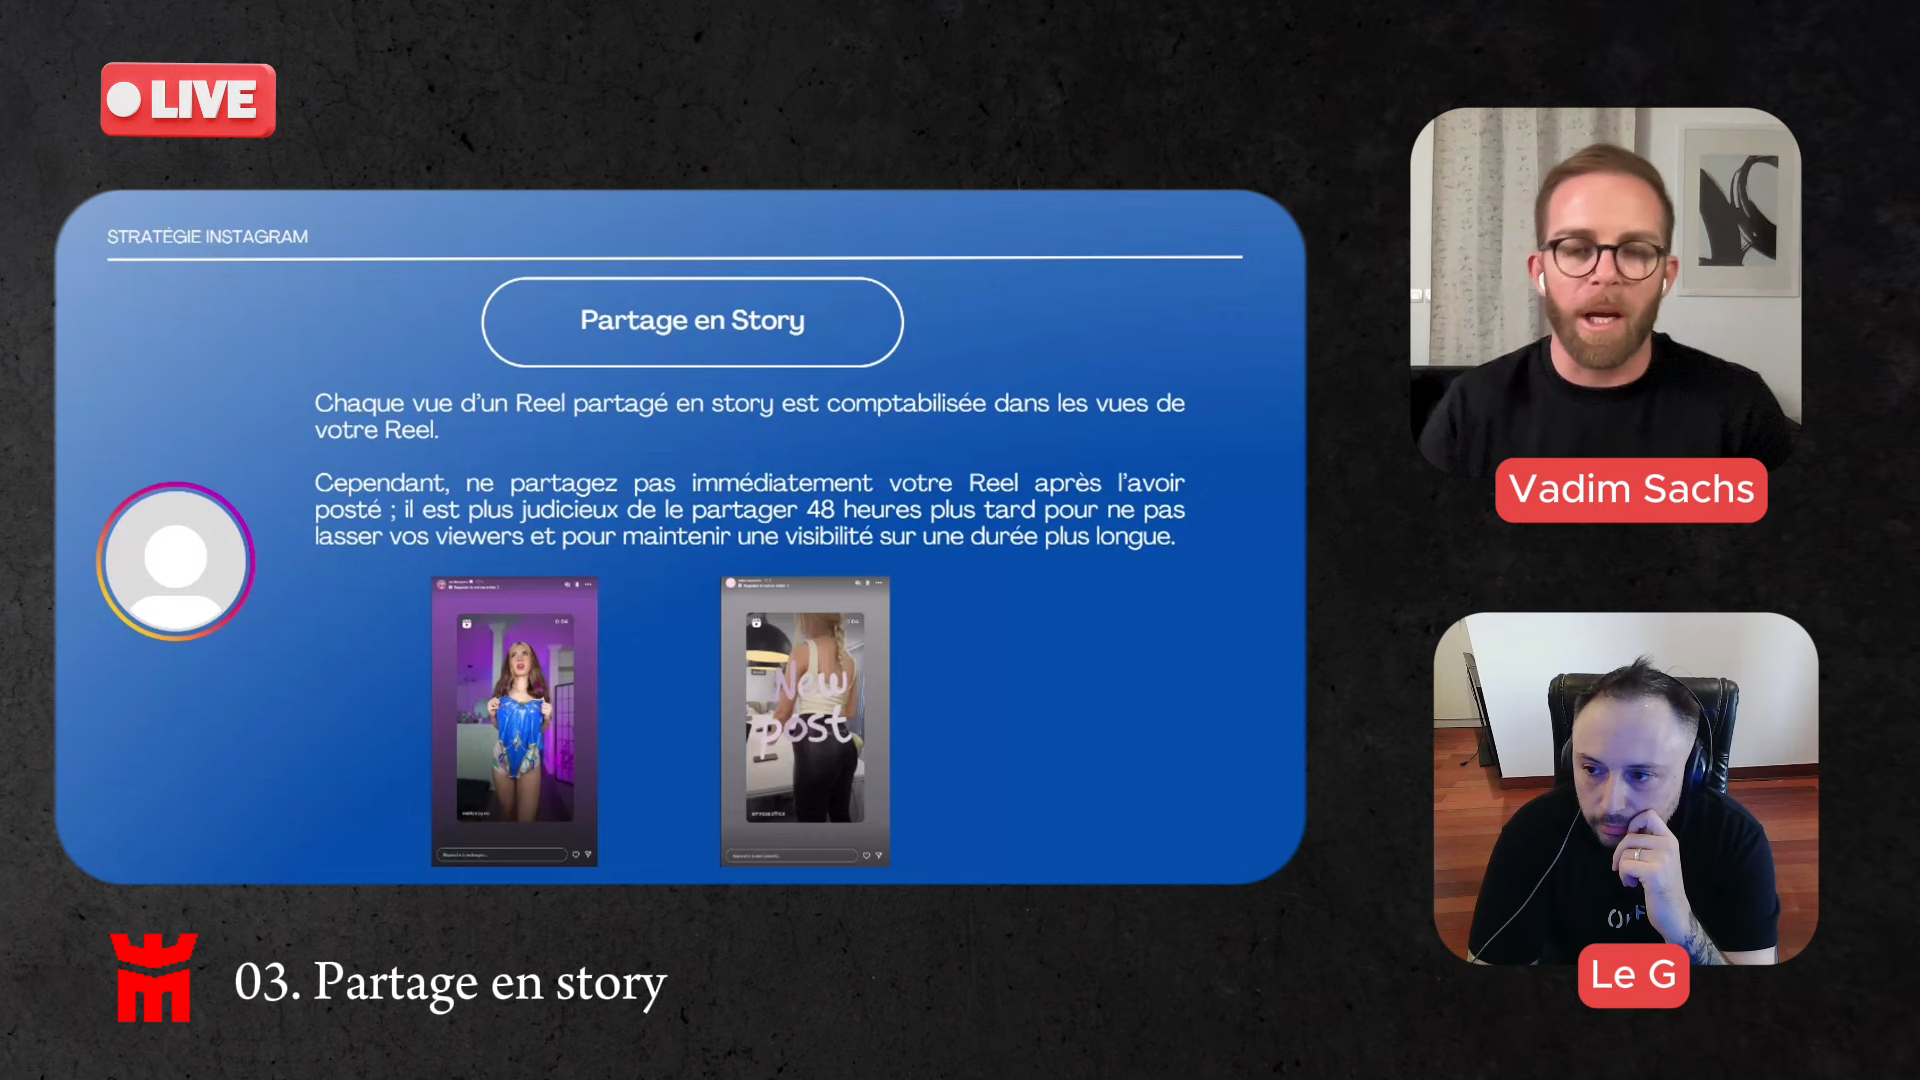 LIVE
STRATÉGIE INSTAGRAM
Partage en Story
Chaque vue d'un Reel partagé en story est comptabilisée dans les vues de
votre Reel.
Cependant, ne partagez pas immédiatement votre Reel après l'avoir
posté ; il est plus judicieux de le partager 48 heures plus tard pour ne pas
lasser vos viewers et pour maintenir une visibilité sur une durée plus longue.
New
post
Vadim Sachs
Le G
03. Partage en story